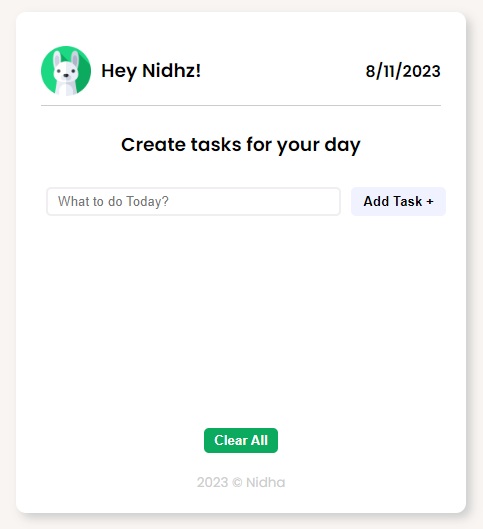 Hey Nidhz!
8/11/2023
Create tasks for your day
What to do Today?
Add Task +
Clear All
2023 © Nidha